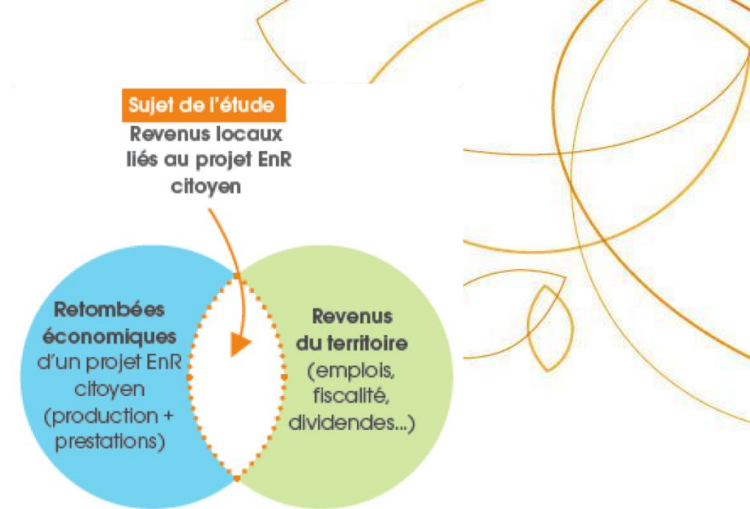 Sujet de l'étude
Revenus locaux
liés au projet EnR
citoyen
Retombées
économiques
d'un projet EnR
citoyen
(production +
prestations)
Revenus
du territoire
(emplois,
fiscalité,
dividendes...)